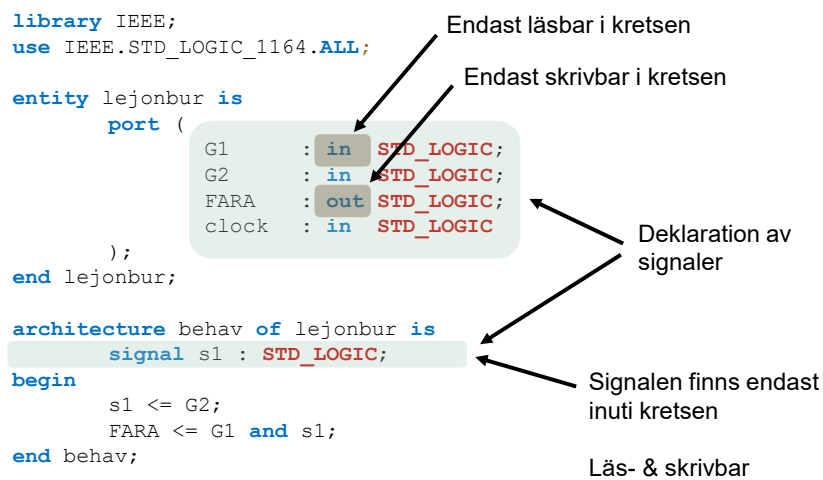 library IEEE;
use IEEE.STD_LOGIC_1164.ALL;
entity lejonbur is
port (
G1 : in STD_LOGIC;
G2 : in STD_LOGIC;
FARA : out STD_LOGIC;
clock : in STD_LOGIC
);
end lejonbur;
architecture behav of lejonbur is
signal s1 : STD_LOGIC;
begin
s1 <= G2;
FARA <= G1 and s1;
end behav;
Endast läsbar i kretsen
Endast skrivbar i kretsen
Deklaration av
signaler
Signalen finns endast
inuti kretsen
Läs- & skrivbar